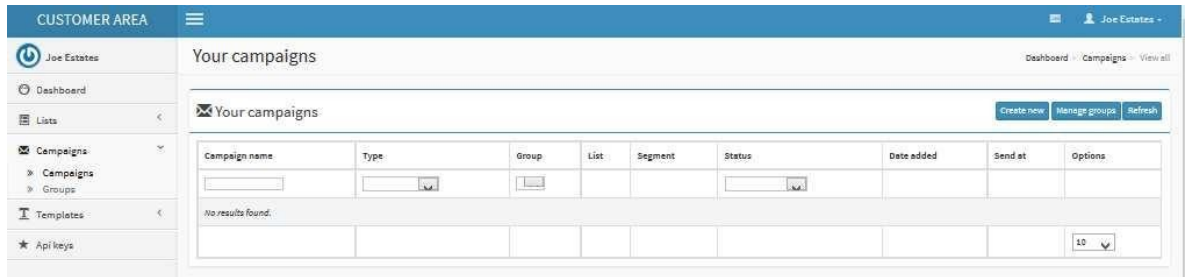 CUSTOMER AREA
Joe Estates
Joe Estates
Dashboard
Lists
Campaigns
Campaigns
Groups
Templates
Api keys
Your campaigns
Dashboard Campaigns View all
Your campaigns
Create new Manage groups Refresh
Campaign name Type Group List Segment Status Date added Send at Options
No results found.
10